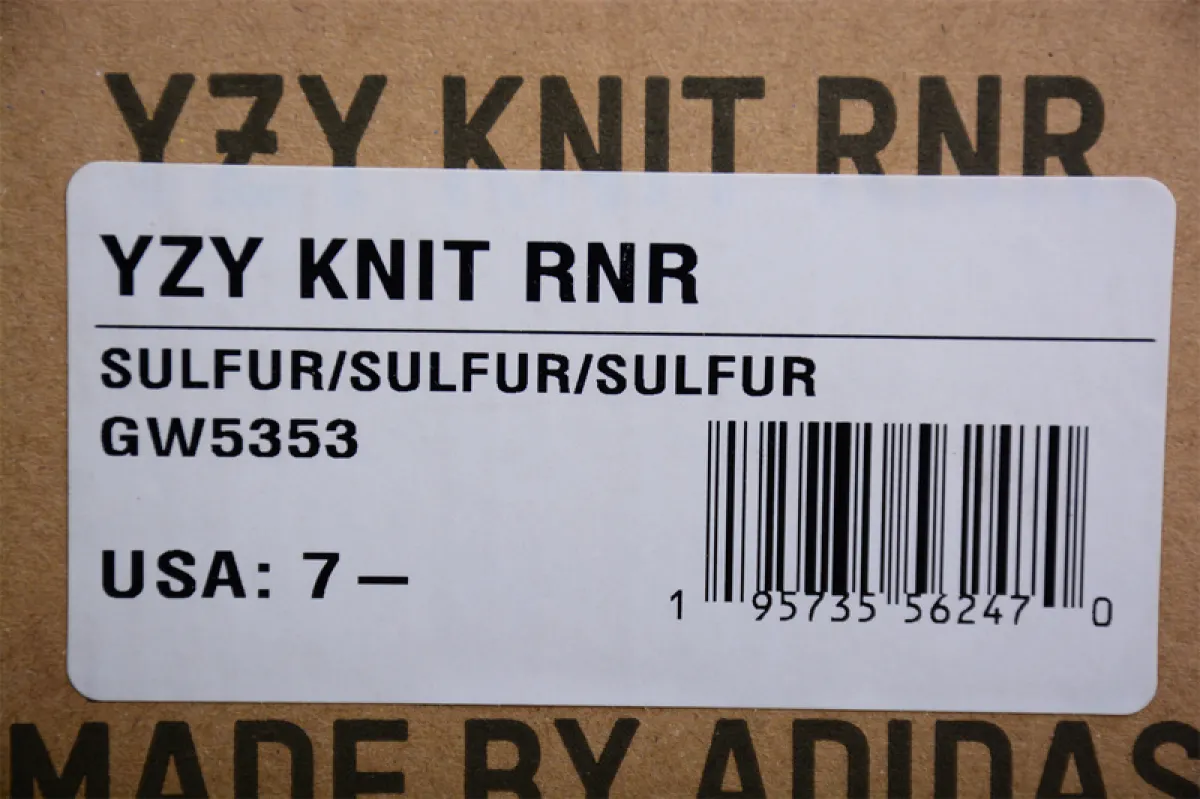 YZY KNIT RNR
YZY KNIT RNR
SULFUR/SULFUR/SULFUR
GW5353
USA: 7 –
1 95735 56247 0
MADE BY ADIDAS